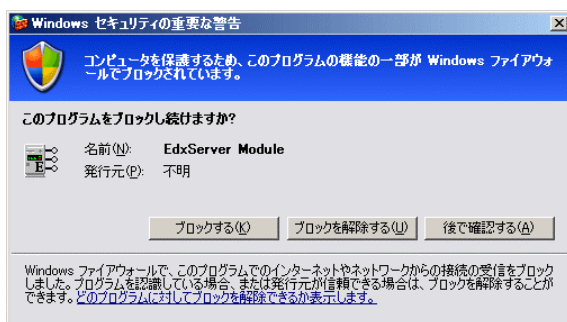 Windows セキュリティの重要な警告
コンピュータを保護するため、このプログラムの機能の一部が Windows ファイアウォ
ールでブロックされています。
このプログラムをブロックし続けますか?
名前(N): EdxServer Module
発行元(P): 不明
ブロックする(K) ブロックを解除する(U) 後で確認する(A)
Windows ファイアウォールで、このプログラムでのインターネットやネットワークからの接続の受信をブロック
しました。プログラムを認識している場合、または発行元が信頼できる場合は、ブロックを解除することが
できます。どのプログラムに対してブロックを解除できるか表示します。